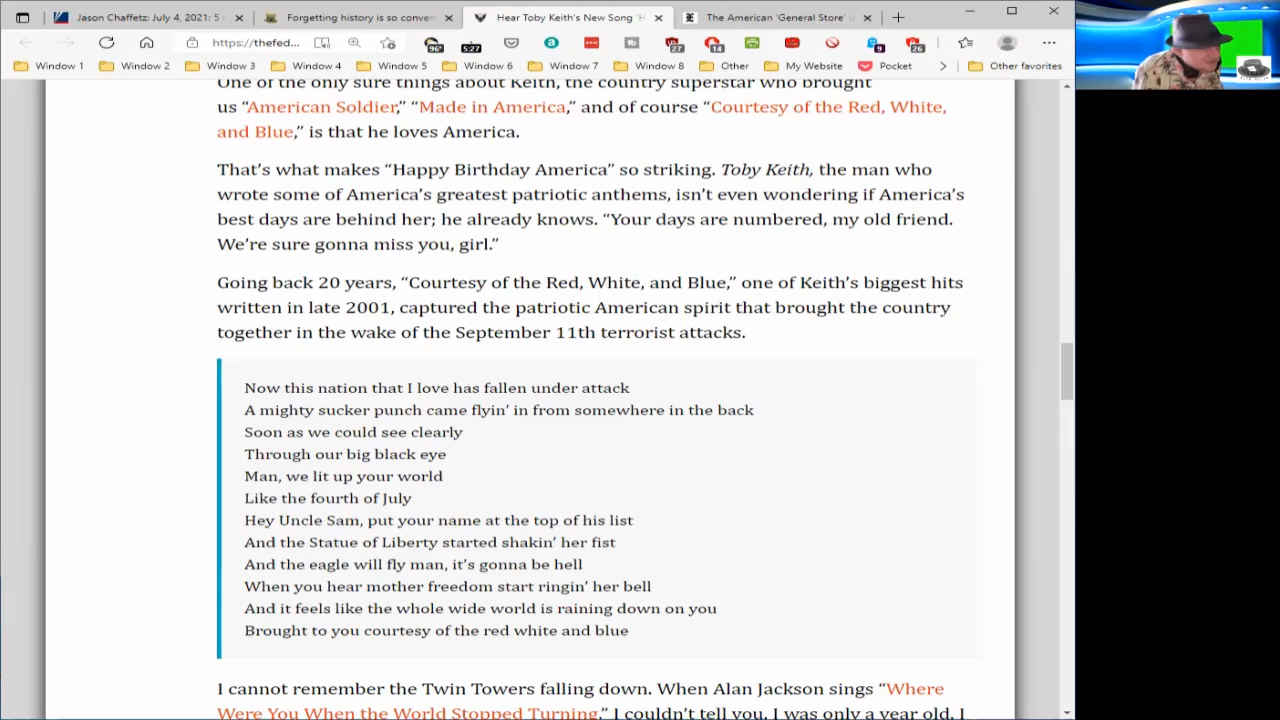 Jason Chaffetz: July 4, 2021: 5
Forgetting history is so conver
Hear Toby Keith's New Song 'H
The American 'General Store'
https://thefed...
96°
5:27
27
14
9
26
Window 1
Window 2
Window 3
Window 4
Window 5
Window 6
Window 7
Window 8
Other
My Website
Pocket
Other favorites
One of the only sure things about Keith, the country superstar who brought
us “American Soldier,” “Made in America,” and of course “Courtesy of the Red, White,
and Blue,” is that he loves America.
That’s what makes “Happy Birthday America” so striking. Toby Keith, the man who
wrote some of America’s greatest patriotic anthems, isn’t even wondering if America’s
best days are behind her; he already knows. “Your days are numbered, my old friend.
We’re sure gonna miss you, girl.”
Going back 20 years, “Courtesy of the Red, White, and Blue,” one of Keith’s biggest hits
written in late 2001, captured the patriotic American spirit that brought the country
together in the wake of the September 11th terrorist attacks.
Now this nation that I love has fallen under attack
A mighty sucker punch came flyin’ in from somewhere in the back
Soon as we could see clearly
Through our big black eye
Man, we lit up your world
Like the fourth of July
Hey Uncle Sam, put your name at the top of his list
And the Statue of Liberty started shakin’ her fist
And the eagle will fly man, it’s gonna be hell
When you hear mother freedom start ringin’ her bell
And it feels like the whole wide world is raining down on you
Brought to you courtesy of the red white and blue
I cannot remember the Twin Towers falling down. When Alan Jackson sings “Where
Were You When the World Stopped Turning,” I couldn’t tell you. I was only a year old. I